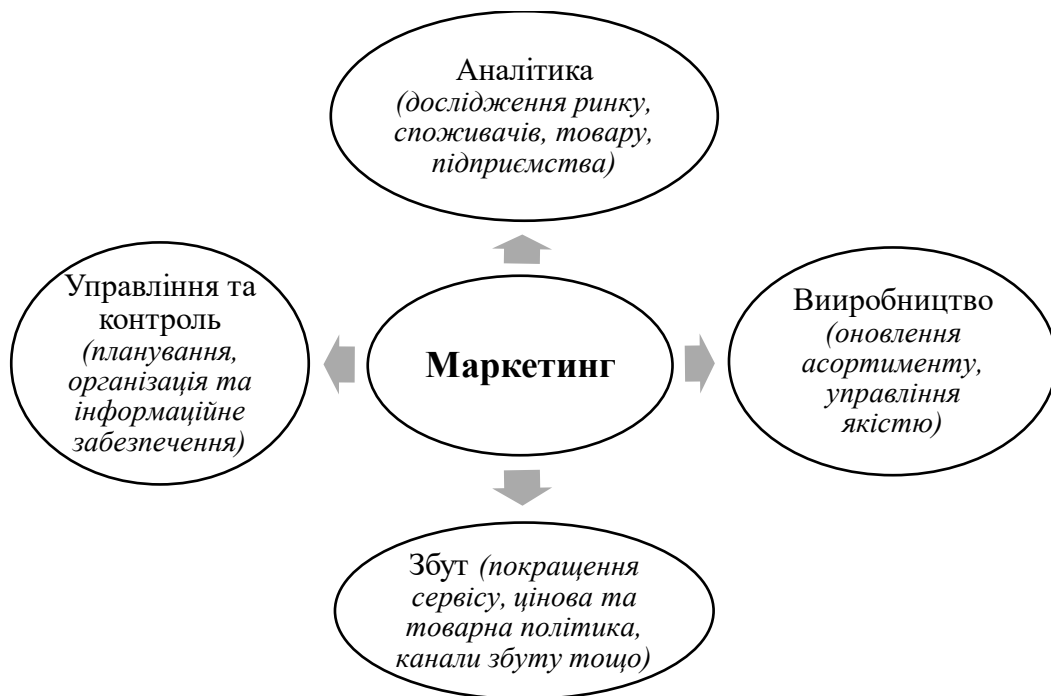 Аналітика
(дослідження ринку,
споживачів, товару,
підприємства)
Управління та
контроль
(планування,
організація та
інформаційне
забезпечення)
Маркетинг
Вииробництво
(оновлення
асортименту,
управління
якістю)
Збут (покращення
сервісу, цінова та
товарна політика,
канали збуту тощо)